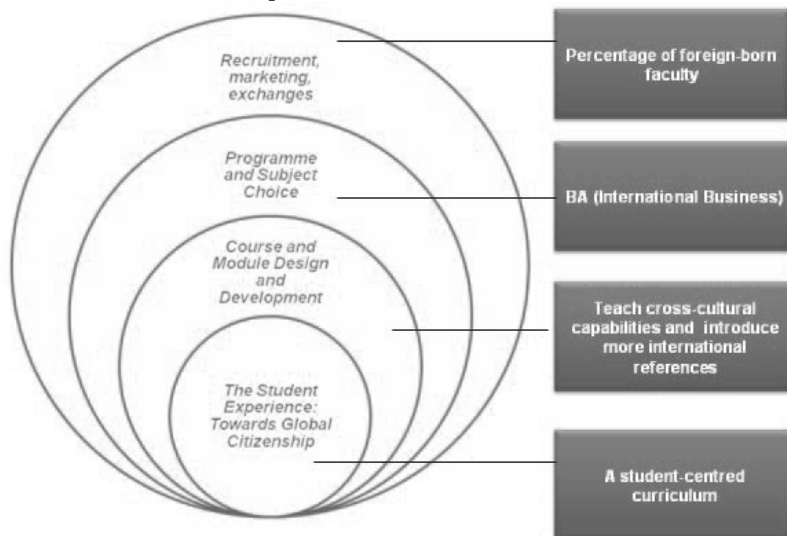 Recruitment,
marketing,
exchanges
Percentage of foreign-born
faculty
Programme
and Subject
Choice
BA (International Business)
Course and
Module Design
and
Development
Teach cross-cultural
capabilities and introduce
more international
references
The Student
Experience:
Towards Global
Citizenship
A student-centred
curriculum